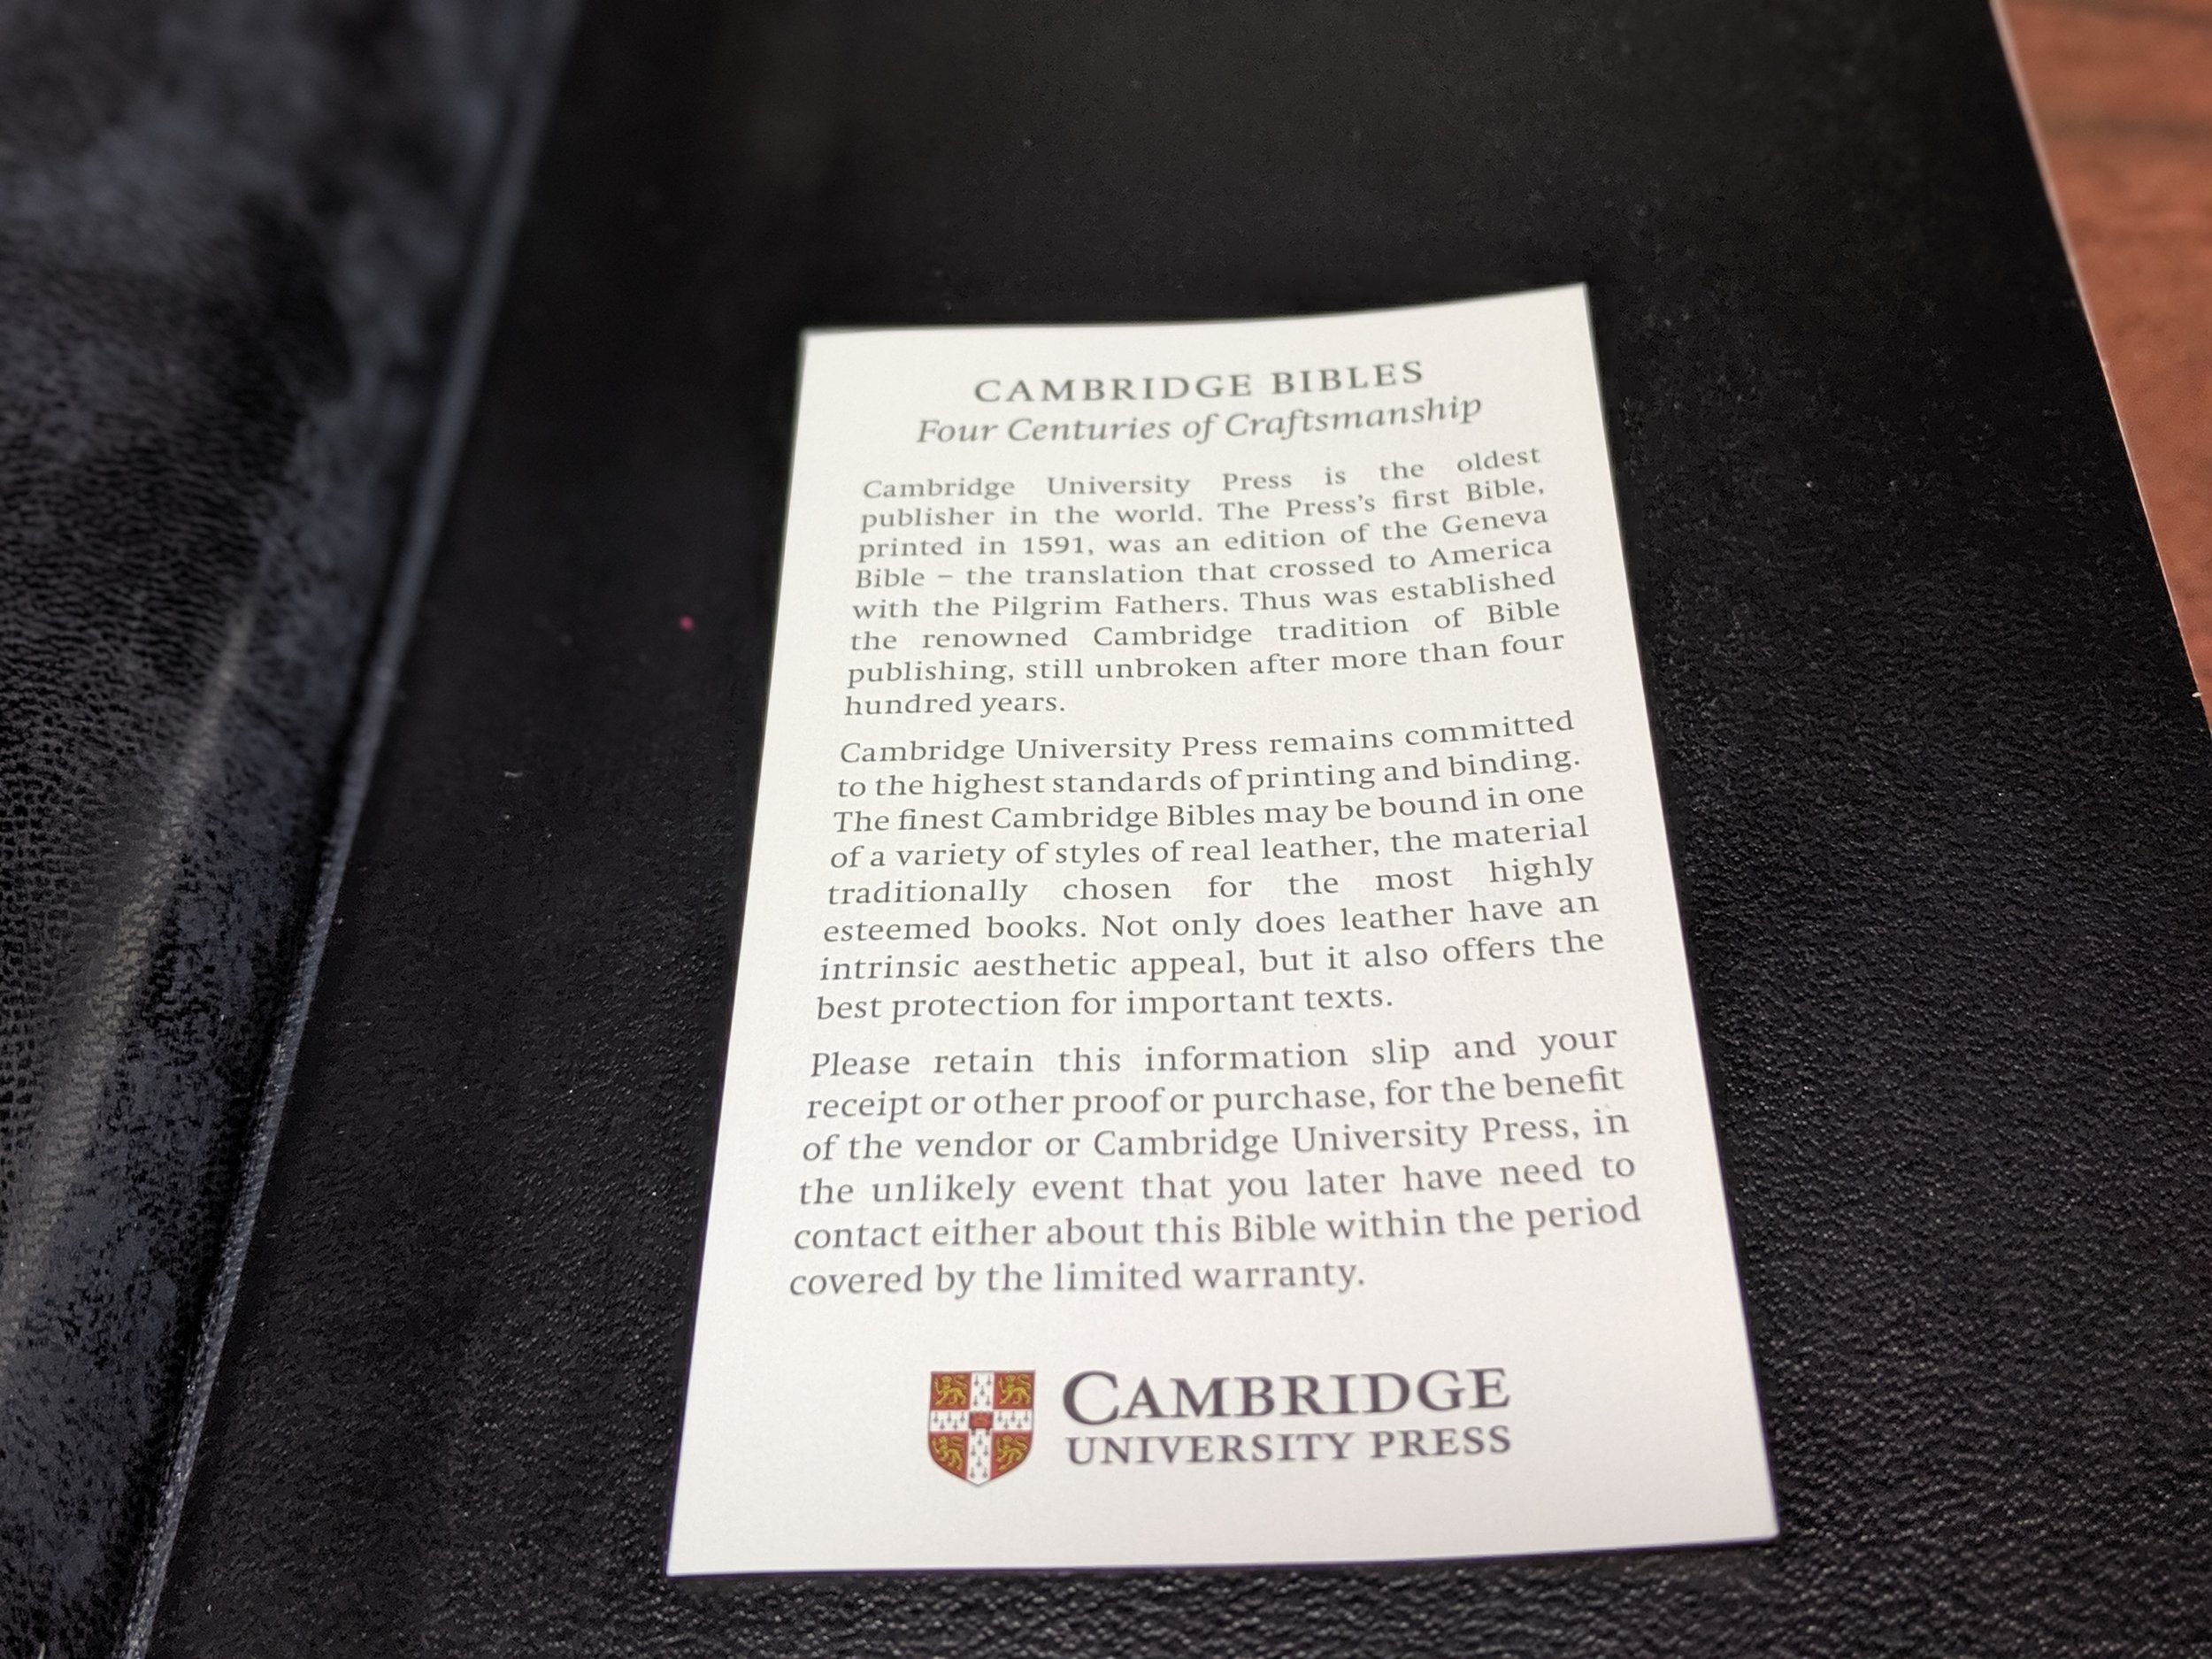 CAMBRIDGE BIBLES
Four Centuries of Craftsmanship
Cambridge University Press is the oldest
publisher in the world. The Press's first Bible,
printed in 1591, was an edition of the Geneva
Bible – the translation that crossed to America
with the Pilgrim Fathers. Thus was established
the renowned Cambridge tradition of Bible
publishing, still unbroken after more than four
hundred years.
Cambridge University Press remains committed
to the highest standards of printing and binding.
The finest Cambridge Bibles may be bound in one
of a variety of styles of real leather, the material
traditionally chosen for the most highly
esteemed books. Not only does leather have an
intrinsic aesthetic appeal, but it also offers the
best protection for important texts.
Please retain this information slip and your
receipt or other proof or purchase, for the benefit
of the vendor or Cambridge University Press, in
the unlikely event that you later have need to
contact either about this Bible within the period
covered by the limited warranty.
CAMBRIDGE
UNIVERSITY PRESS